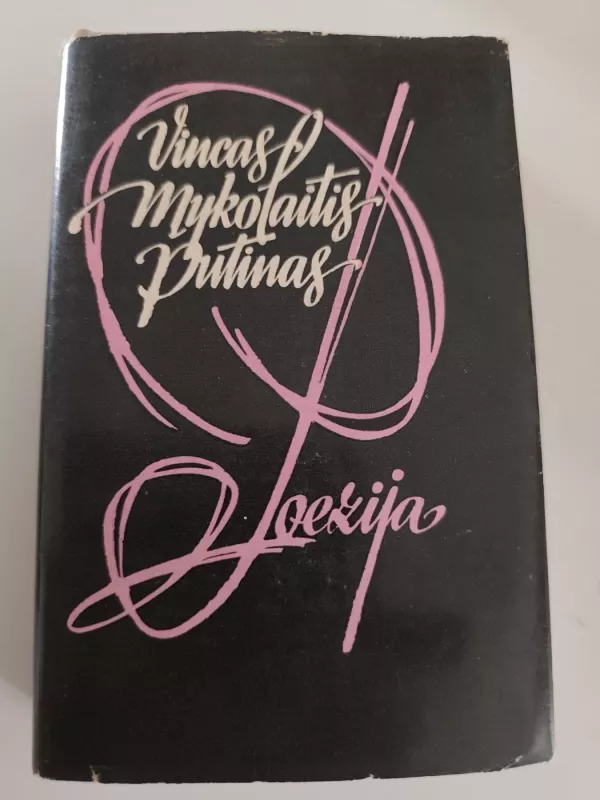 Vincas
Mykolaitis
Putinas
Poezija